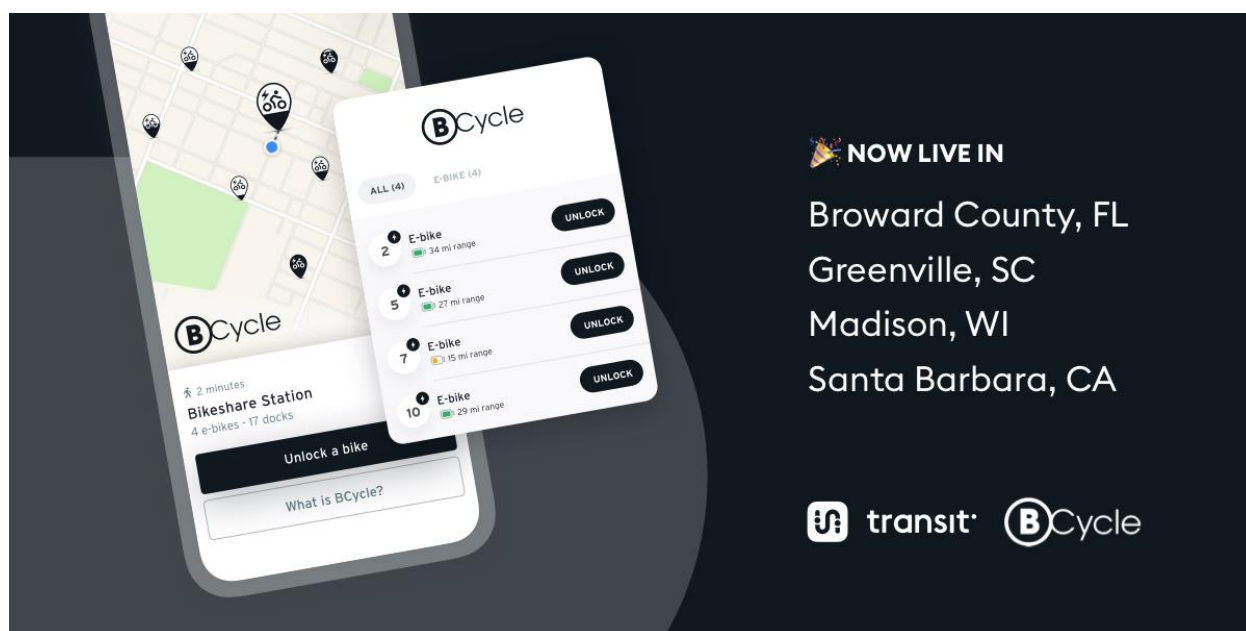 BCycle
2 minutes
Bikeshare Station
4 e-bikes · 17 docks
Unlock a bike
What is BCycle?
BCycle
ALL (4) E-BIKE (4)
2 E-bike UNLOCK
34 mi range
5 E-bike UNLOCK
27 mi range
7 E-bike UNLOCK
15 mi range
10 E-bike UNLOCK
29 mi range
🎉 NOW LIVE IN
Broward County, FL
Greenville, SC
Madison, WI
Santa Barbara, CA
transit BCycle